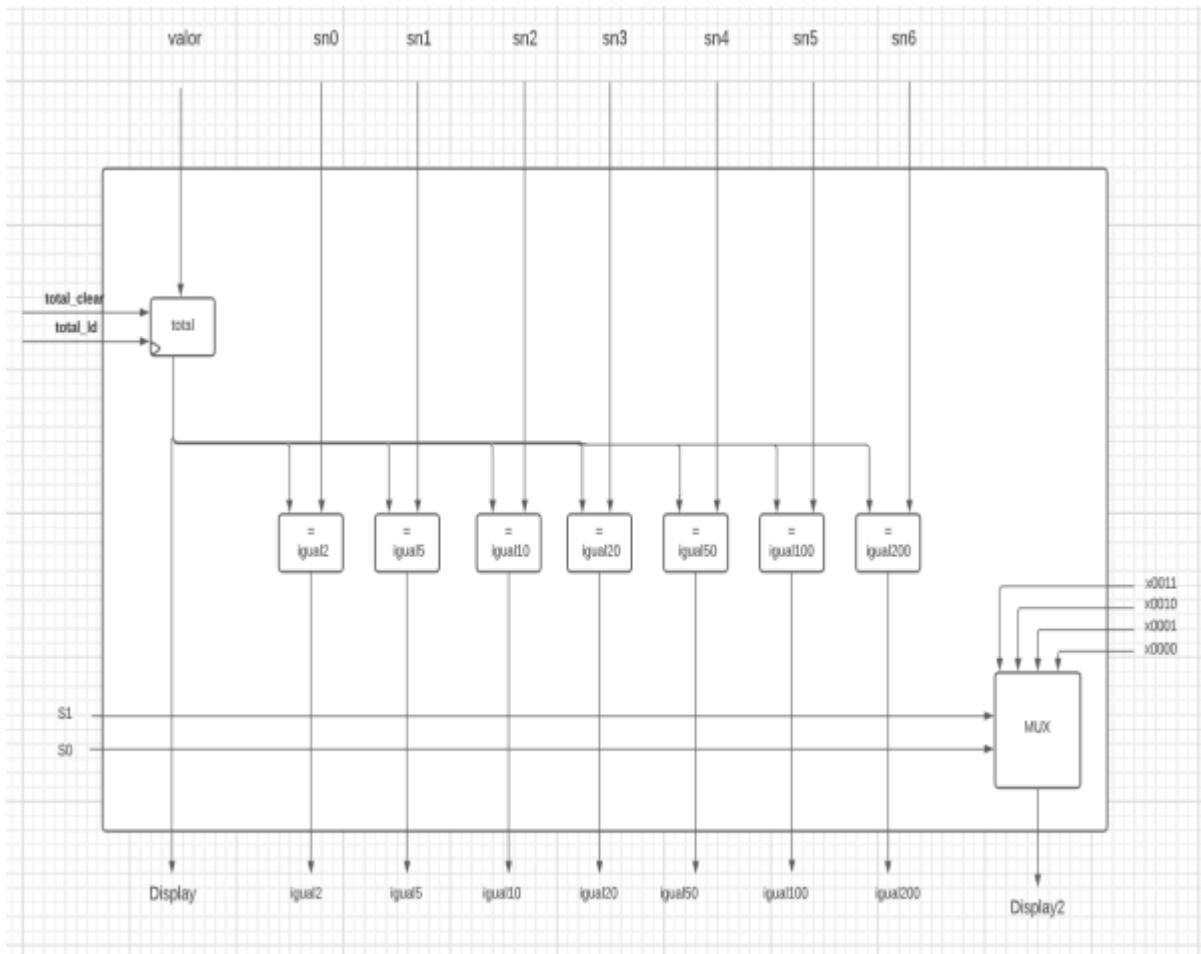 valor sn0 sn1 sn2 sn3 sn4 sn5 sn6
total_clear
total_ld
total
= = = = = = =
igual2 igual5 igual10 igual20 igual50 igual100 igual200
x0011
x0010
x0001
x0000
S1
MUX
S0
Display igual2 igual5 igual10 igual20 igual50 igual100 igual200
Display2